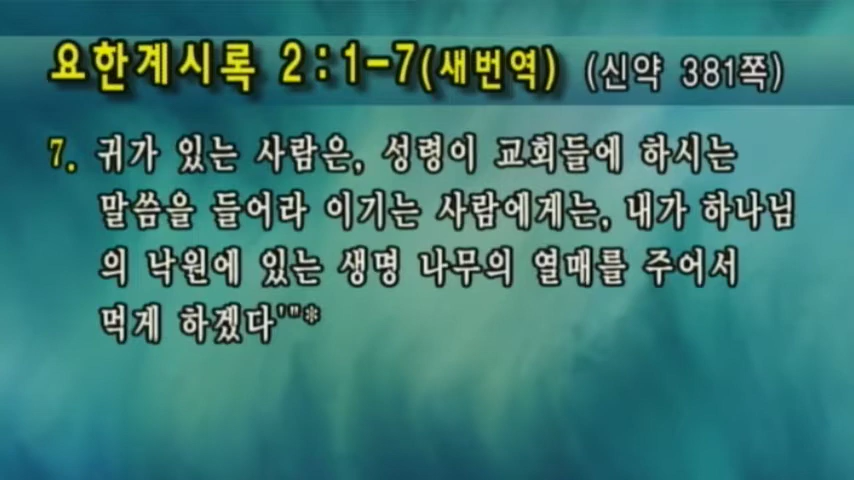 요한계시록 2:1-7(새번역) (신약 381쪽)
7. 귀가 있는 사람은, 성령이 교회들에 하시는
말씀을 들어라 이기는 사람에게는, 내가 하나님
의 낙원에 있는 생명 나무의 열매를 주어서
먹게 하겠다'"*